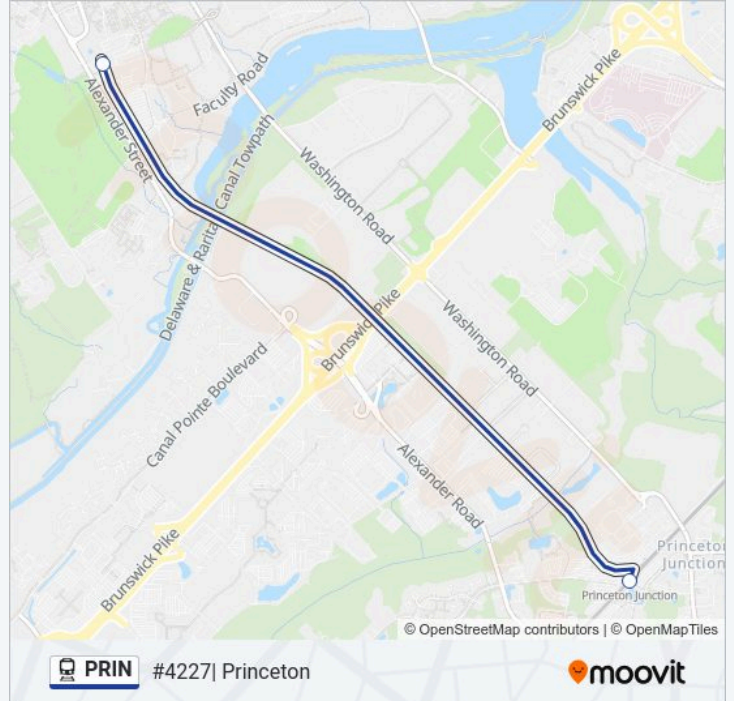 Faculty Road
Alexander Street
Brunswick Pike
Delaware & Raritan Canal Towpath
Washington Road
Brunswick Pike
Washington Road
Canal Pointe Boulevard
Alexander Road
Brunswick Pike
Princeton
Junction
Princeton Junction
© OpenStreetMap contributors | © OpenMapTiles
PRIN #4227| Princeton
moovit